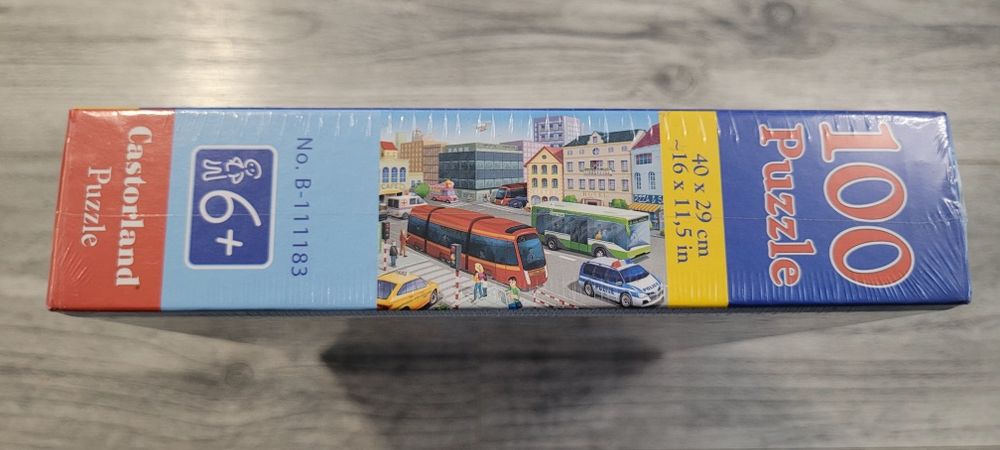 100
Puzzle
40 x 29 cm
~16 x 11,5 in
No. B-111183
6+
Castorland
Puzzle